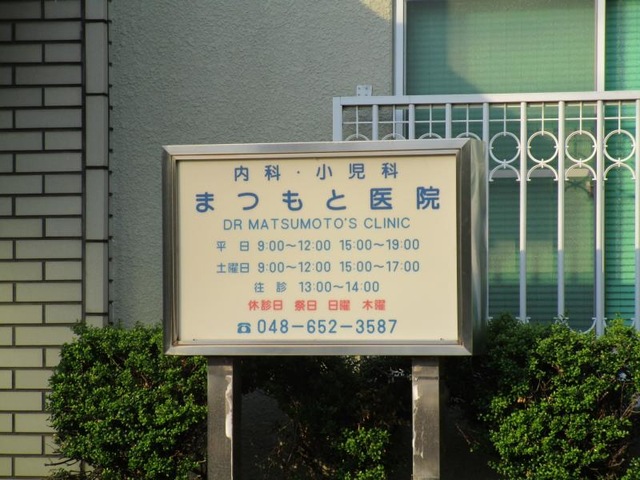 内科・小児科
まつもと医院
DR MATSUMOTO'S CLINIC
平日 9:00〜12:00 15:00〜19:00
土曜日 9:00〜12:00 15:00〜17:00
往診 13:00〜14:00
休診日 祭日 日曜 木曜
☎048-652-3587